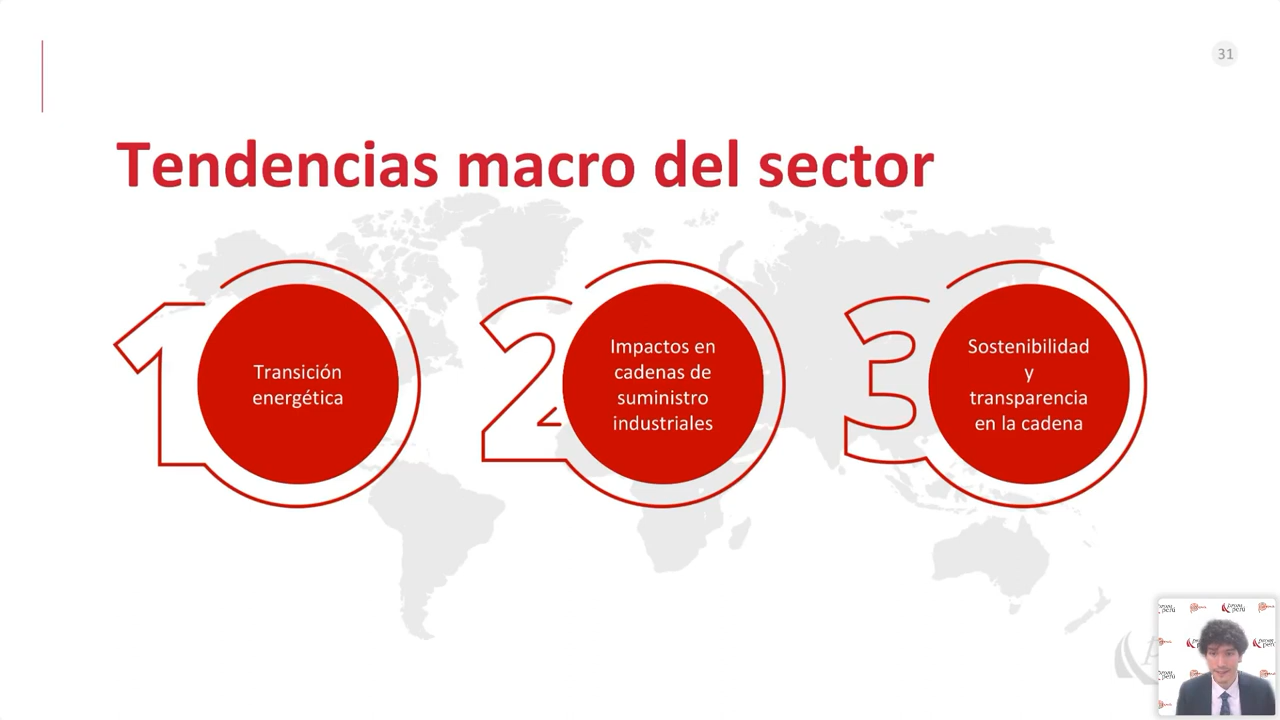 31
Tendencias macro del sector
1
Transición
energética
2
Impactos en
cadenas de
suministro
industriales
3
Sostenibilidad
y
transparencia
en la cadena